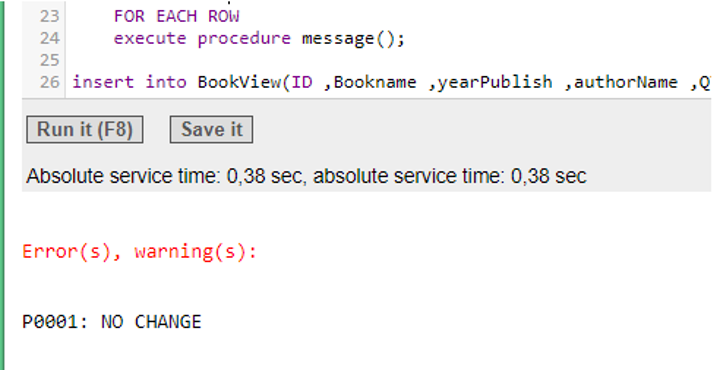 23 FOR EACH ROW
24 execute procedure message();
25
26 insert into BookView(ID ,Bookname ,yearPublish ,authorName ,Q
Run it (F8) Save it
Absolute service time: 0,38 sec, absolute service time: 0,38 sec
Error(s), warning(s):
P0001: NO CHANGE